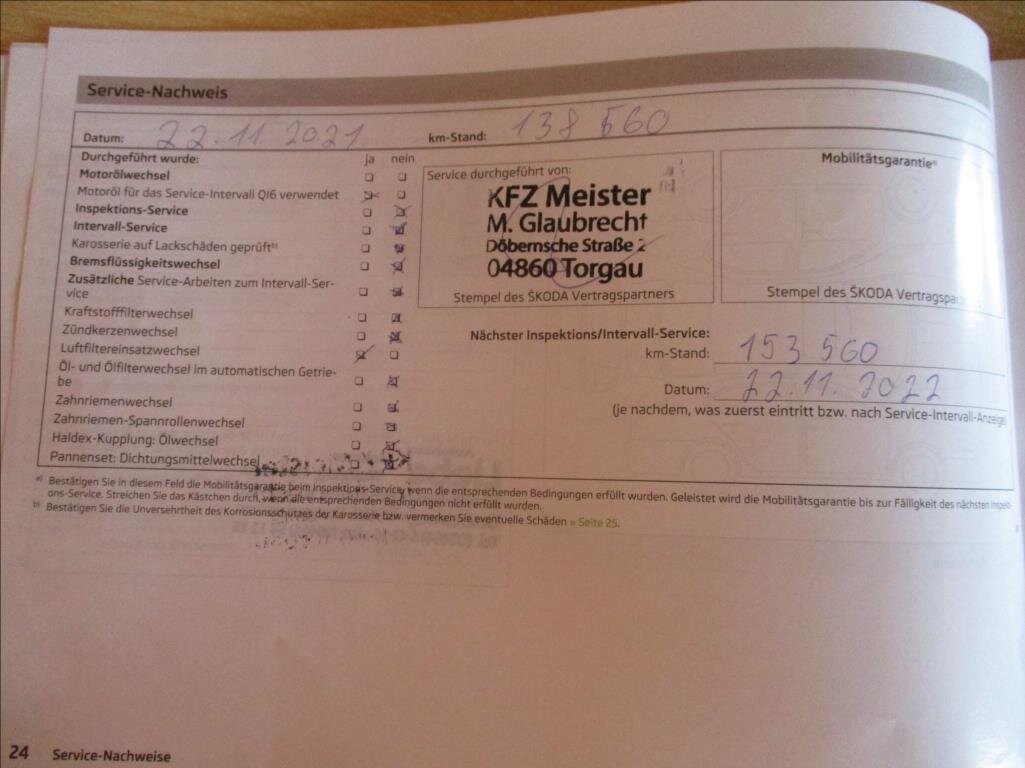 Service-Nachweis
Datum: 22.11.2021 km-Stand: 138 560
Durchgeführt wurde: ja nein
Motorölwechsel
Motoröl für das Service-Intervall QI6 verwendet
Inspektions-Service
Intervall-Service
Karosserie auf Lackschäden geprüft b)
Bremsflüssigkeitswechsel
Zusätzliche Service-Arbeiten zum Intervall-Ser-
vice
Kraftstofffilterwechsel
Zündkerzenwechsel
Luftfiltereinsatzwechsel
Öl- und Ölfilterwechsel im automatischen Getrie-
be
Zahnriemenwechsel
Zahnriemen-Spannrollenwechsel
Haldex-Kupplung: Ölwechsel
Pannenset: Dichtungsmittelwechsel
Service durchgeführt von:
KFZ Meister
M. Glaubrecht
Döbernsche Straße 2
04860 Torgau
Stempel des ŠKODA Vertragspartners
Mobilitätsgarantie a)
Stempel des ŠKODA Vertragspa
Nächster Inspektions/Intervall-Service:
km-Stand: 153 560
Datum: 22.11.2022
(je nachdem, was zuerst eintritt bzw. nach Service-Intervall-Anzeige)
a) Bestätigen Sie in diesem Feld die Mobilitätsgarantie beim Inspektions-Service, wenn die entsprechenden Bedingungen erfüllt wurden. Geleistet wird die Mobilitätsgarantie bis zur Fälligkeit des nächsten Inspekti-
ons-Service. Streichen Sie das Kästchen durch, wenn die entsprechenden Bedingungen nicht erfüllt wurden.
b) Bestätigen Sie die Unversehrtheit des Korrosionsschutzes der Karosserie bzw. vermerken Sie eventuelle Schäden » Seite 25.
24 Service-Nachweise